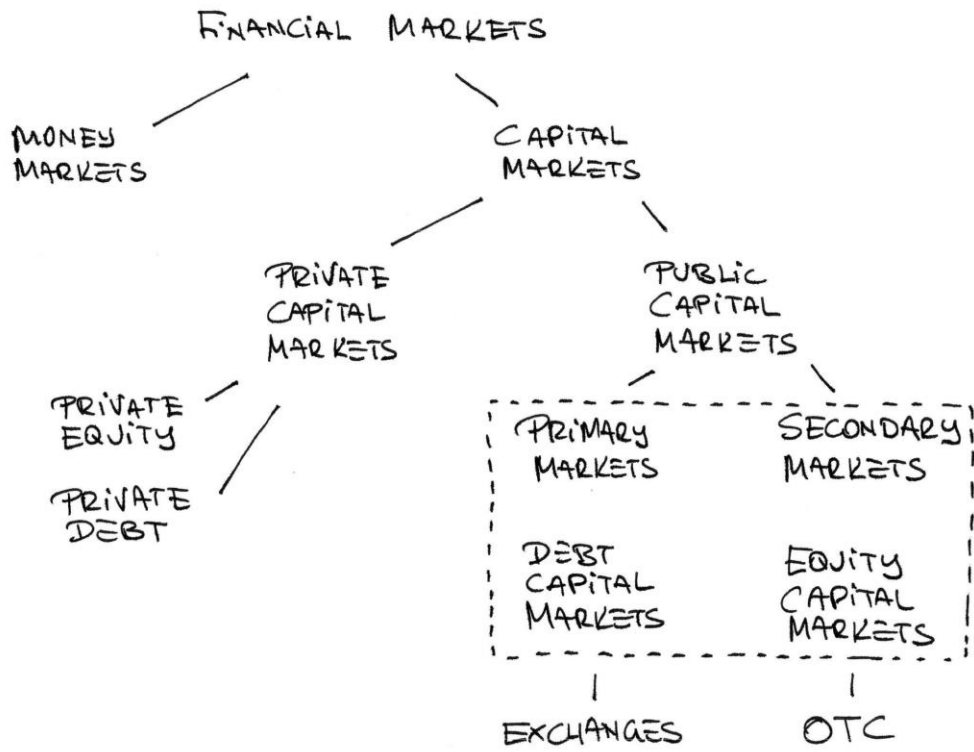 FINANCIAL MARKETS
MONEY
MARKETS
CAPITAL
MARKETS
PRIVATE
CAPITAL
MARKETS
PUBLIC
CAPITAL
MARKETS
PRIVATE
EQUITY
PRIVATE
DEBT
PRIMARY
MARKETS
SECONDARY
MARKETS
DEBT
CAPITAL
MARKETS
EQUITY
CAPITAL
MARKETS
EXCHANGES
OTC